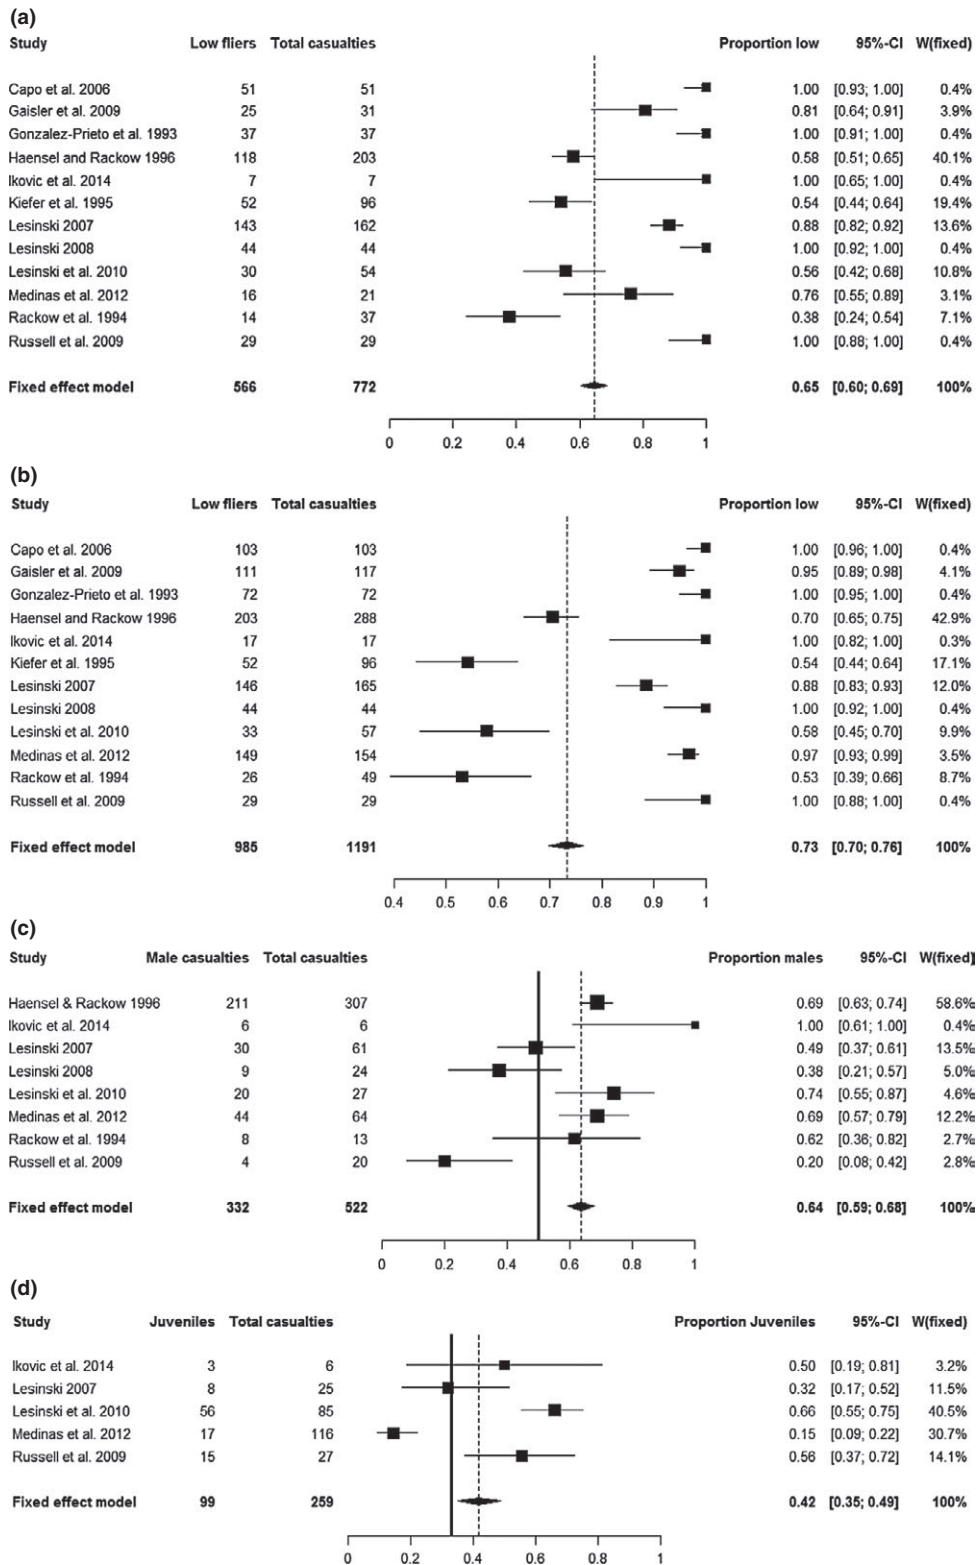 (a)
Study Low fliers Total casualties Proportion low 95%-CI W(fixed)
Capo et al. 2006 51 51 1.00 [0.93; 1.00] 0.4%
Gaisler et al. 2009 25 31 0.81 [0.64; 0.91] 3.9%
Gonzalez-Prieto et al. 1993 37 37 1.00 [0.91; 1.00] 0.4%
Haensel and Rackow 1996 118 203 0.58 [0.51; 0.65] 40.1%
Ikovic et al. 2014 7 7 1.00 [0.65; 1.00] 0.4%
Kiefer et al. 1995 52 96 0.54 [0.44; 0.64] 19.4%
Lesinski 2007 143 162 0.88 [0.82; 0.92] 13.6%
Lesinski 2008 44 44 1.00 [0.92; 1.00] 0.4%
Lesinski et al. 2010 30 54 0.56 [0.42; 0.68] 10.8%
Medinas et al. 2012 16 21 0.76 [0.55; 0.89] 3.1%
Rackow et al. 1994 14 37 0.38 [0.24; 0.54] 7.1%
Russell et al. 2009 29 29 1.00 [0.88; 1.00] 0.4%
Fixed effect model 566 772 0.65 [0.60; 0.69] 100%
0 0.2 0.4 0.6 0.8 1
(b)
Study Low fliers Total casualties Proportion low 95%-CI W(fixed)
Capo et al. 2006 103 103 1.00 [0.96; 1.00] 0.4%
Gaisler et al. 2009 111 117 0.95 [0.89; 0.98] 4.1%
Gonzalez-Prieto et al. 1993 72 72 1.00 [0.95; 1.00] 0.4%
Haensel and Rackow 1996 203 288 0.70 [0.65; 0.75] 42.9%
Ikovic et al. 2014 17 17 1.00 [0.82; 1.00] 0.3%
Kiefer et al. 1995 52 96 0.54 [0.44; 0.64] 17.1%
Lesinski 2007 146 165 0.88 [0.83; 0.93] 12.0%
Lesinski 2008 44 44 1.00 [0.92; 1.00] 0.4%
Lesinski et al. 2010 33 57 0.58 [0.45; 0.70] 9.9%
Medinas et al. 2012 149 154 0.97 [0.93; 0.99] 3.5%
Rackow et al. 1994 26 49 0.53 [0.39; 0.66] 8.7%
Russell et al. 2009 29 29 1.00 [0.88; 1.00] 0.4%
Fixed effect model 985 1191 0.73 [0.70; 0.76] 100%
0.4 0.5 0.6 0.7 0.8 0.9 1
(c)
Study Male casualties Total casualties Proportion males 95%-CI W(fixed)
Haensel & Rackow 1996 211 307 0.69 [0.63; 0.74] 58.6%
Ikovic et al. 2014 6 6 1.00 [0.61; 1.00] 0.4%
Lesinski 2007 30 61 0.49 [0.37; 0.61] 13.5%
Lesinski 2008 9 24 0.38 [0.21; 0.57] 5.0%
Lesinski et al. 2010 20 27 0.74 [0.55; 0.87] 4.6%
Medinas et al. 2012 44 64 0.69 [0.57; 0.79] 12.2%
Rackow et al. 1994 8 13 0.62 [0.36; 0.82] 2.7%
Russell et al. 2009 4 20 0.20 [0.08; 0.42] 2.8%
Fixed effect model 332 522 0.64 [0.59; 0.68] 100%
0 0.2 0.4 0.6 0.8 1
(d)
Study Juveniles Total casualties Proportion Juveniles 95%-CI W(fixed)
Ikovic et al. 2014 3 6 0.50 [0.19; 0.81] 3.2%
Lesinski 2007 8 25 0.32 [0.17; 0.52] 11.5%
Lesinski et al. 2010 56 85 0.66 [0.55; 0.75] 40.5%
Medinas et al. 2012 17 116 0.15 [0.09; 0.22] 30.7%
Russell et al. 2009 15 27 0.56 [0.37; 0.72] 14.1%
Fixed effect model 99 259 0.42 [0.35; 0.49] 100%
0 0.2 0.4 0.6 0.8 1